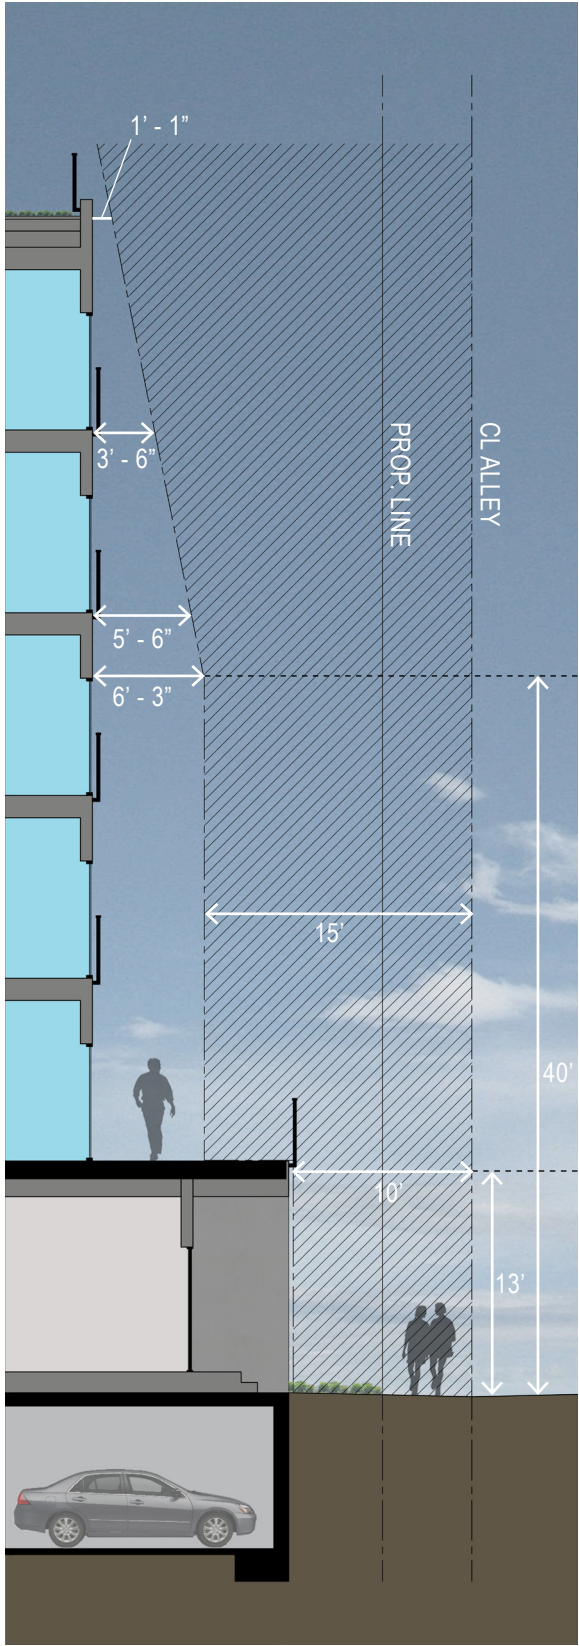 1’ - 1”
PROP. LINE
CL ALLEY
3’ - 6”
5’ - 6”
6’ - 3”
15’
40’
10’
13’